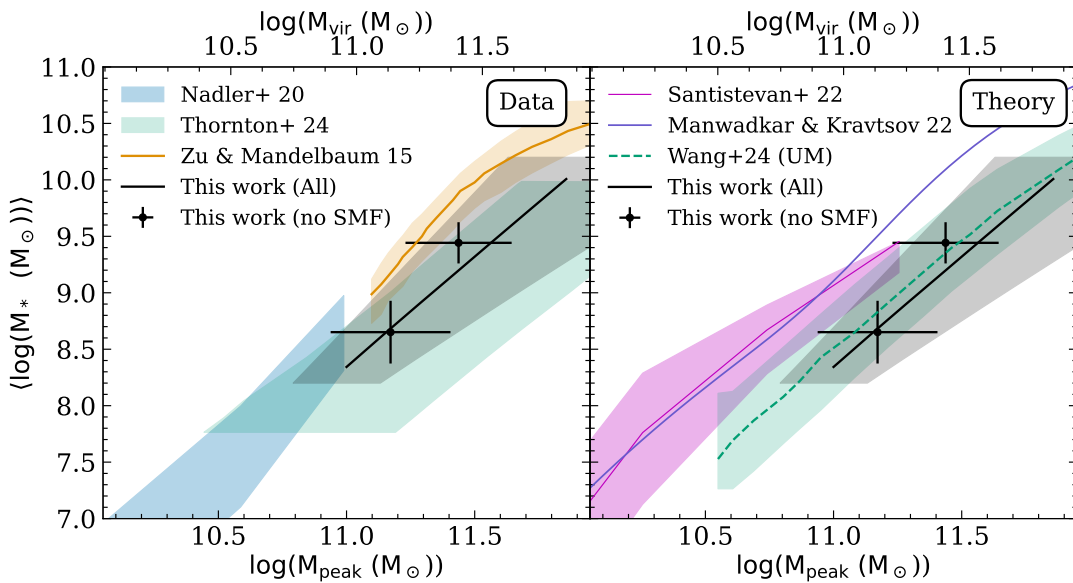 log(M_vir (M_⊙)) log(M_vir (M_⊙))
10.5 11.0 11.5 10.5 11.0 11.5
11.0
10.5
10.0
9.5
9.0
8.5
8.0
7.5
7.0
⟨log(M_* (M_⊙))⟩
Nadler+ 20
Thornton+ 24
Zu & Mandelbaum 15
This work (All)
This work (no SMF)
Data
Santistevan+ 22
Manwadkar & Kravtsov 22
Wang+24 (UM)
This work (All)
This work (no SMF)
Theory
10.5 11.0 11.5 10.5 11.0 11.5
log(M_peak (M_⊙)) log(M_peak (M_⊙))